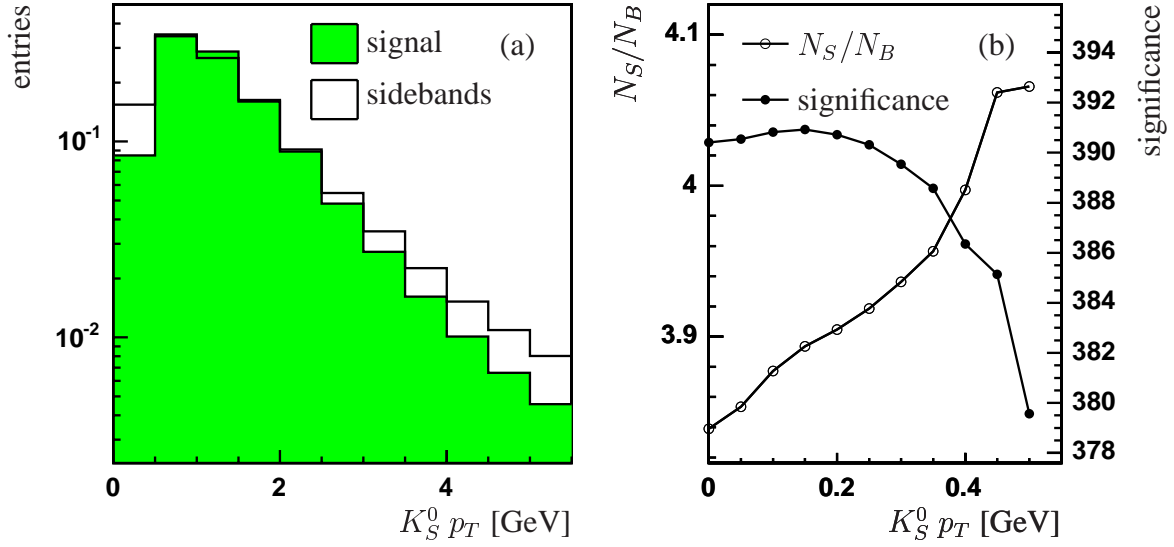 entries
signal
sidebands
(a)
10^{-1}
10^{-2}
0 2 4
K_S^0 p_T [GeV]
N_S/N_B
(b)
N_S/N_B
significance
4.1
4
3.9
0 0.2 0.4
K_S^0 p_T [GeV]
significance
394
392
390
388
386
384
382
380
378